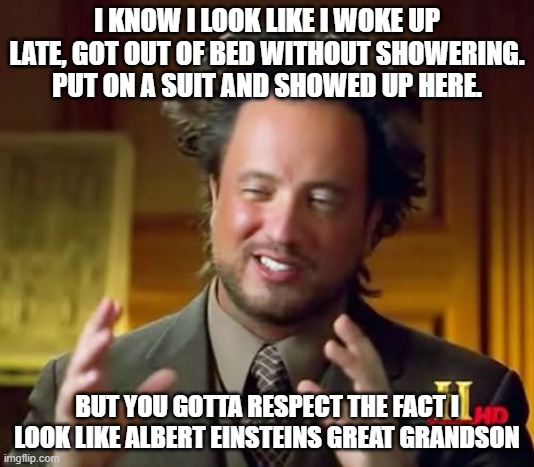 I KNOW I LOOK LIKE I WOKE UP
LATE, GOT OUT OF BED WITHOUT SHOWERING.
PUT ON A SUIT AND SHOWED UP HERE.
BUT YOU GOTTA RESPECT THE FACT I
LOOK LIKE ALBERT EINSTEINS GREAT GRANDSON
HD
imgflip.com